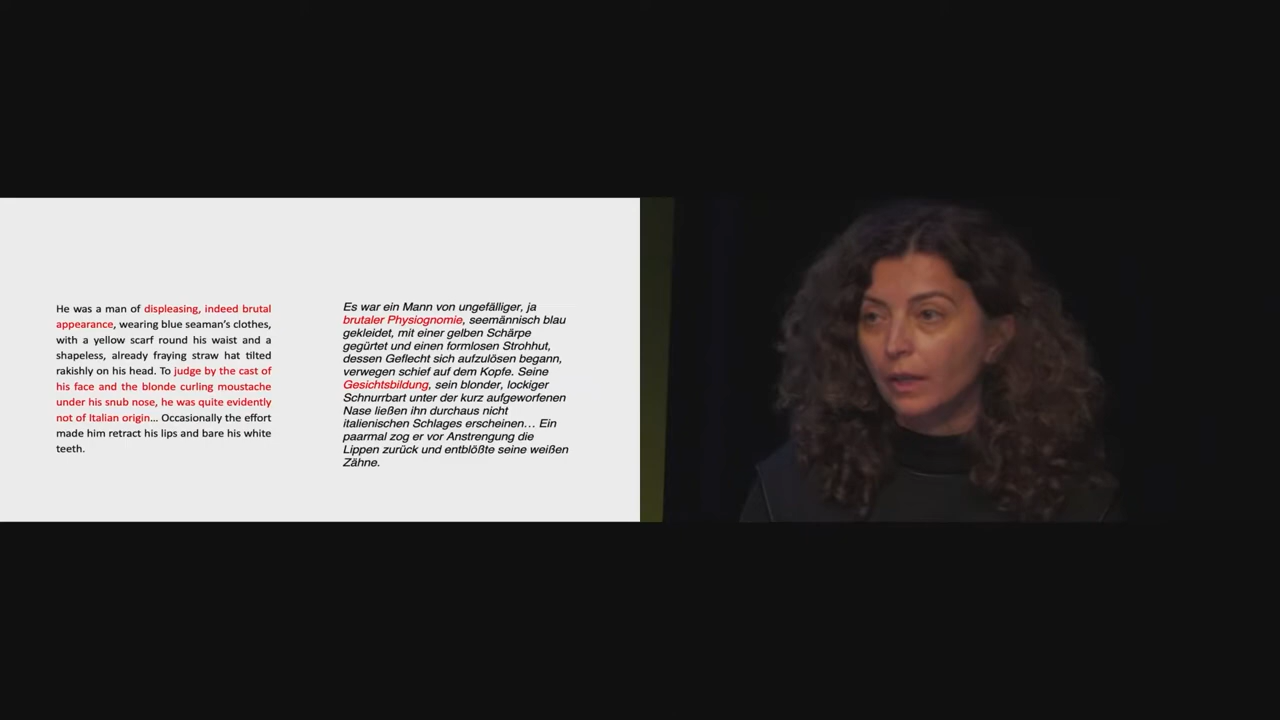 He was a man of displeasing, indeed brutal
appearance, wearing blue seaman's clothes,
with a yellow scarf round his waist and a
shapeless, already fraying straw hat tilted
rakishly on his head. To judge by the cast of
his face and the blonde curling moustache
under his snub nose, he was quite evidently
not of Italian origin... Occasionally the effort
made him retract his lips and bare his white
teeth.
Es war ein Mann von ungefälliger, ja
brutaler Physiognomie, seemännisch blau
gekleidet, mit einer gelben Schärpe
gegürtet und einen formlosen Strohhut,
dessen Geflecht sich aufzulösen begann,
verwegen schief auf dem Kopfe. Seine
Gesichtsbildung, sein blonder, lockiger
Schnurrbart unter der kurz aufgeworfenen
Nase ließen ihn durchaus nicht
italienischen Schlages erscheinen... Ein
paarmal zog er vor Anstrengung die
Lippen zurück und entblößte seine weißen
Zähne.